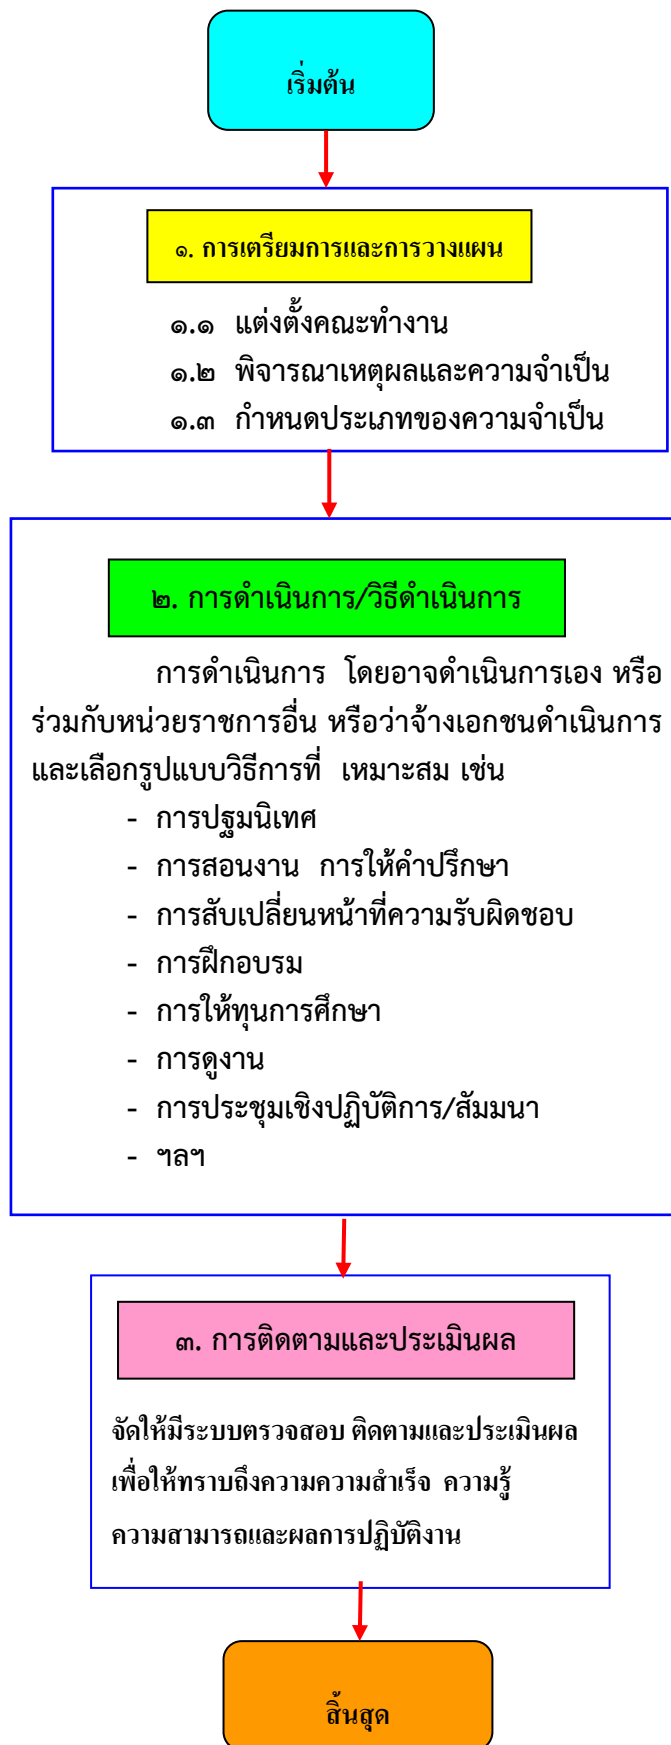 เริ่มต้น
๑. การเตรียมการและการวางแผน
๑.๑ แต่งตั้งคณะทำงาน
๑.๒ พิจารณาเหตุผลและความจำเป็น
๑.๓ กำหนดประเภทของความจำเป็น
๒. การดำเนินการ/วิธีดำเนินการ
การดำเนินการ โดยอาจดำเนินการเอง หรือ
ร่วมกับหน่วยราชการอื่น หรือว่าจ้างเอกชนดำเนินการ
และเลือกรูปแบบวิธีการที่ เหมาะสม เช่น
- การปฐมนิเทศ
- การสอนงาน การให้คำปรึกษา
- การสับเปลี่ยนหน้าที่ความรับผิดชอบ
- การฝึกอบรม
- การให้ทุนการศึกษา
- การดูงาน
- การประชุมเชิงปฏิบัติการ/สัมมนา
- ฯลฯ
๓. การติดตามและประเมินผล
จัดให้มีระบบตรวจสอบ ติดตามและประเมินผล
เพื่อให้ทราบถึงความความสำเร็จ ความรู้
ความสามารถและผลการปฏิบัติงาน
สิ้นสุด